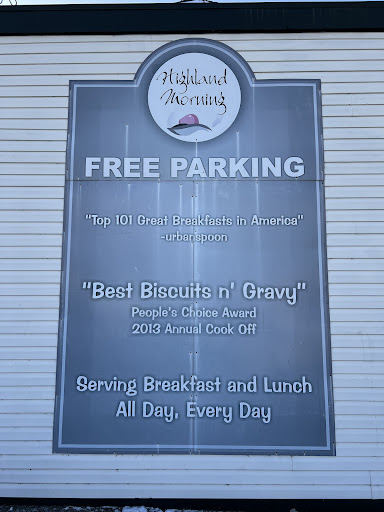 Highland
Morning
FREE PARKING
"Top 101 Great Breakfasts in America"
-urbanspoon
"Best Biscuits n' Gravy"
People's Choice Award
2013 Annual Cook Off
Serving Breakfast and Lunch
All Day, Every Day